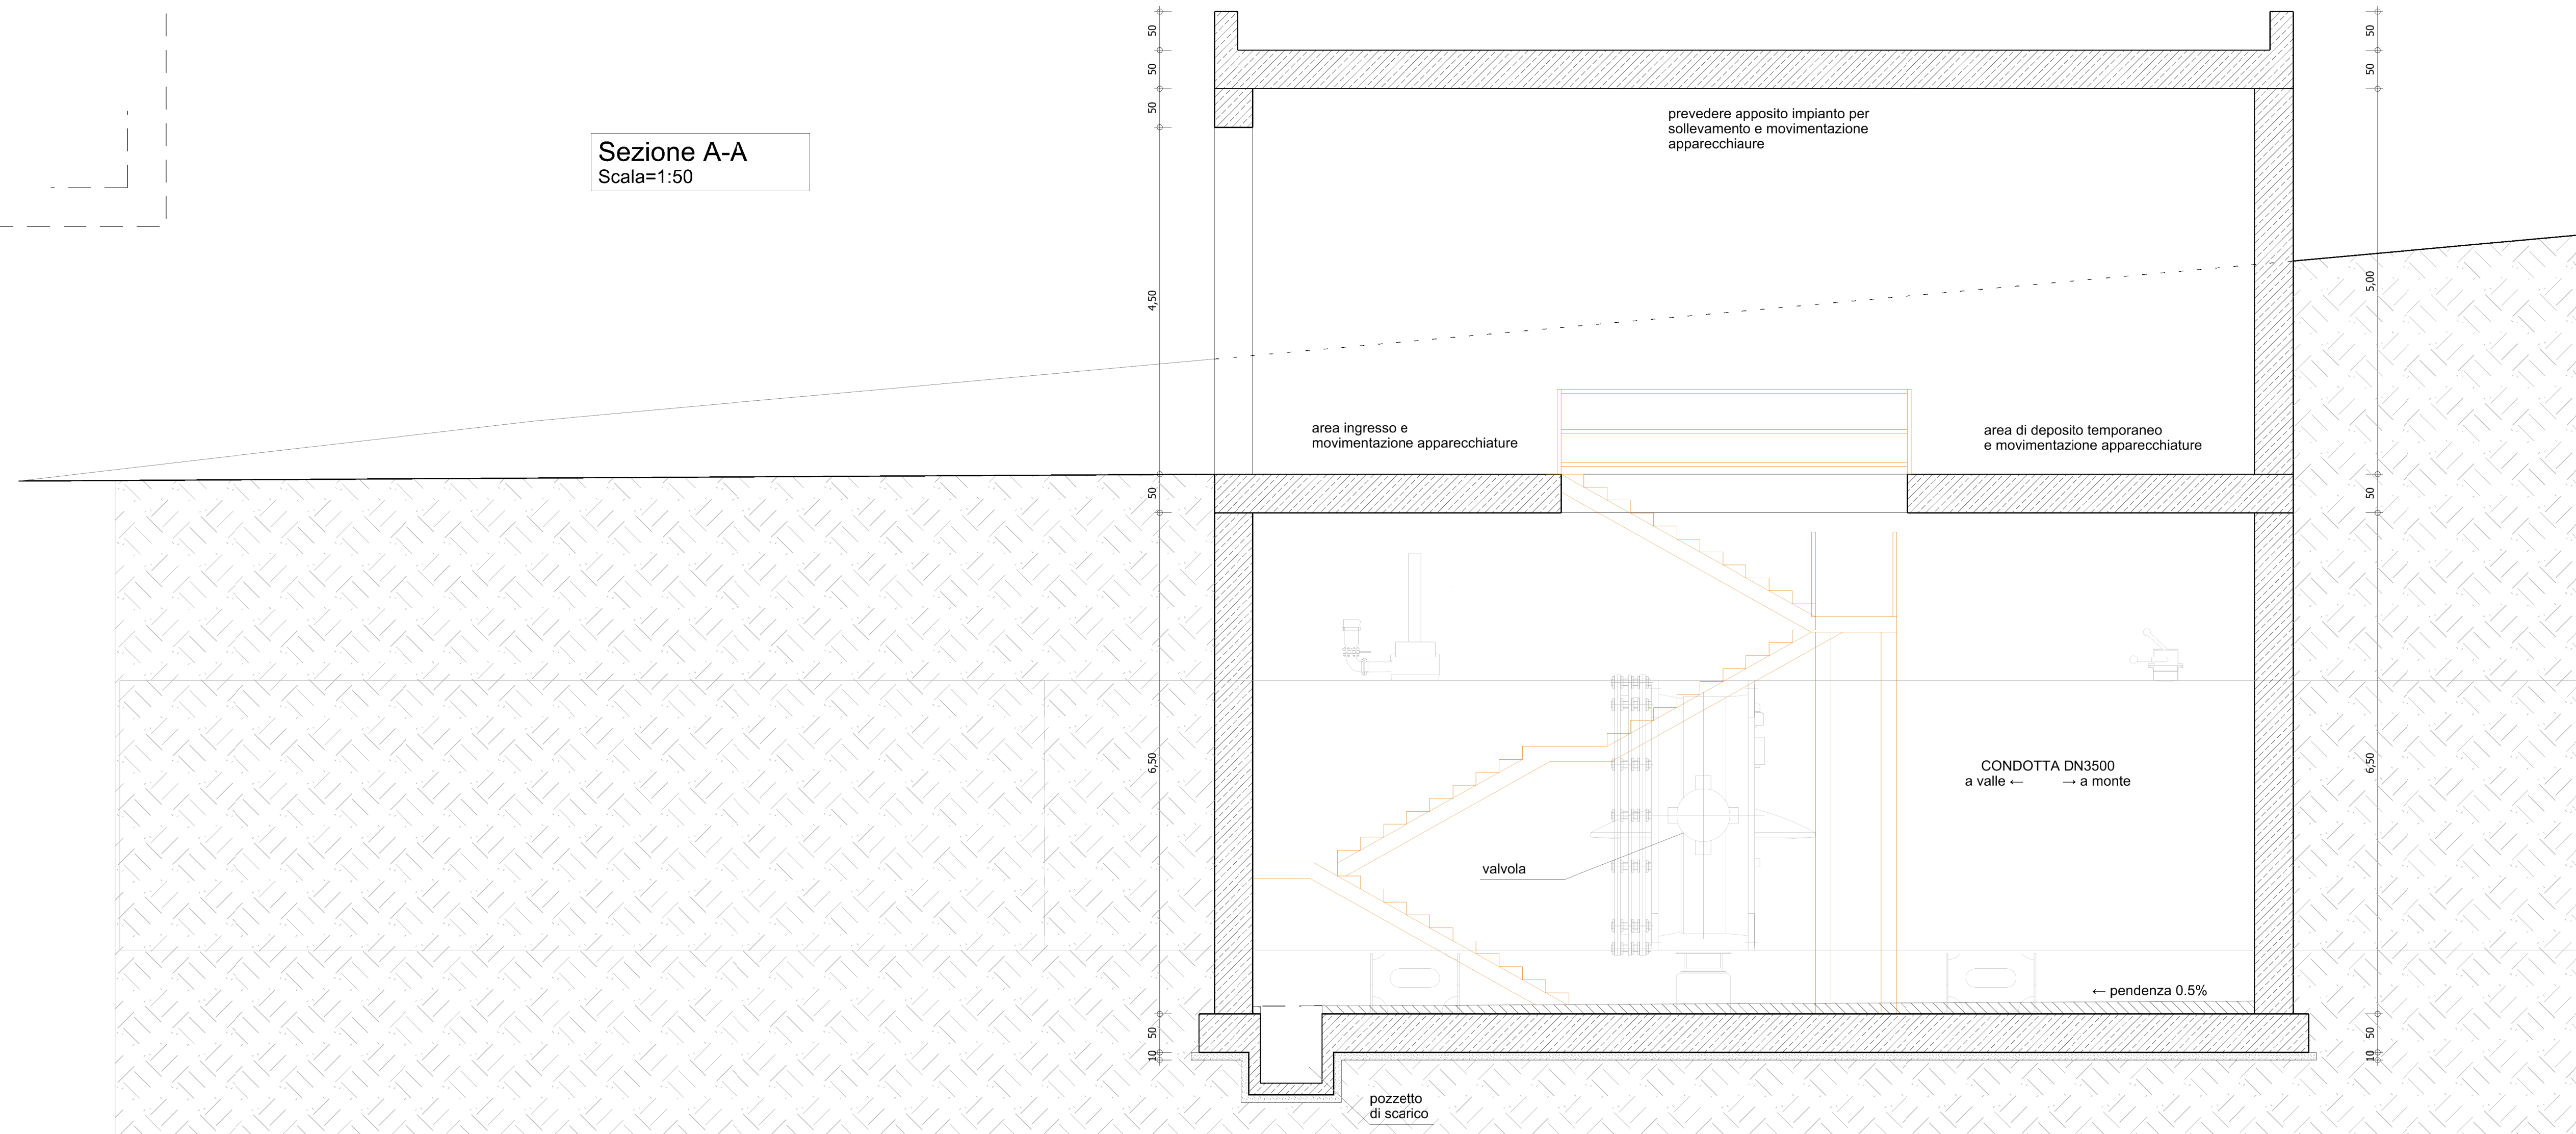 50
50
50
4,50
50
6,50
50
10
Sezione A-A
Scala=1:50
prevedere apposito impianto per
sollevamento e movimentazione
apparecchiaure
area ingresso e
movimentazione apparecchiature
area di deposito temporaneo
e movimentazione apparecchiature
CONDOTTA DN3500
a valle ← → a monte
valvola
← pendenza 0.5%
pozzetto
di scarico
50
50
5,00
50
6,50
50
10